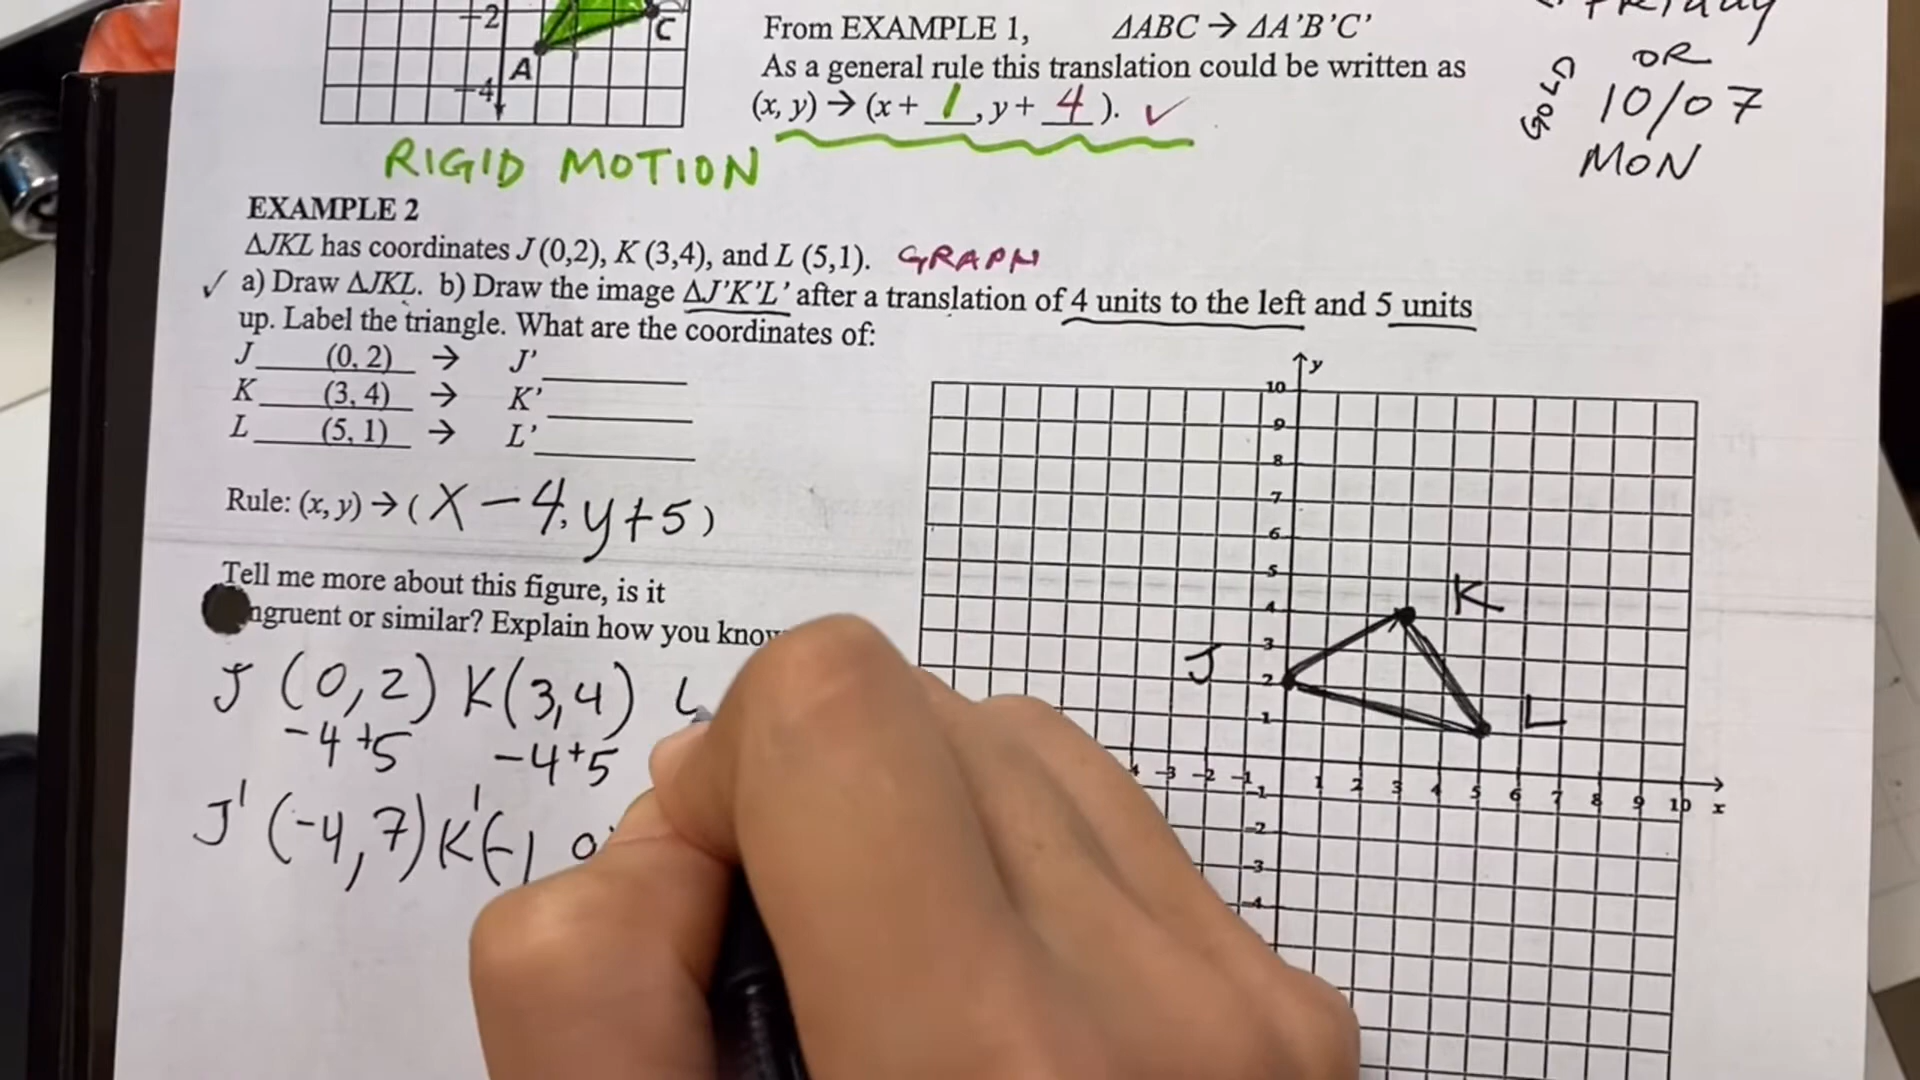 -2
C
A
-4
From EXAMPLE 1, ΔABC → ΔA'B'C'
As a general rule this translation could be written as
(x, y) → (x + 1, y + 4). ✓
OR
GOLD
10/07
MON
RIGID MOTION
EXAMPLE 2
ΔJKL has coordinates J (0,2), K (3,4), and L (5,1). GRAPH
✓ a) Draw ΔJKL. b) Draw the image ΔJ'K'L' after a translation of 4 units to the left and 5 units
up. Label the triangle. What are the coordinates of:
J (0, 2) → J'
K (3, 4) → K'
L (5, 1) → L'
Rule: (x, y) → (X - 4, y + 5)
Tell me more about this figure, is it
ngruent or similar? Explain how you know
J (0, 2) K (3, 4) L
-4 +5 -4 +5
J' (-4, 7) K' (-1
y
10
9
8
7
6
5
4
3
2
1
K
J
L
-3 -2 -1 1 2 3 4 5 6 7 8 9 10 x
-1
-2
-3
-4